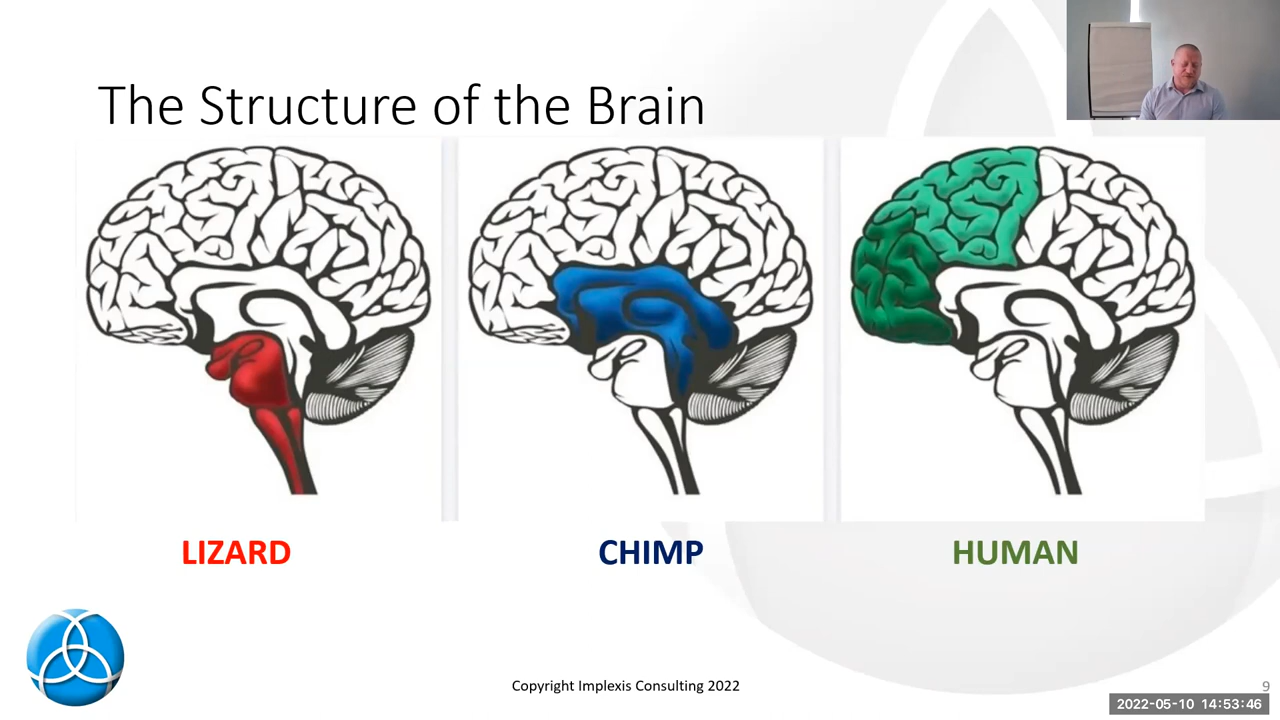 The Structure of the Brain
LIZARD
CHIMP
HUMAN
Copyright Implexis Consulting 2022
9
2022-05-10 14:53:46